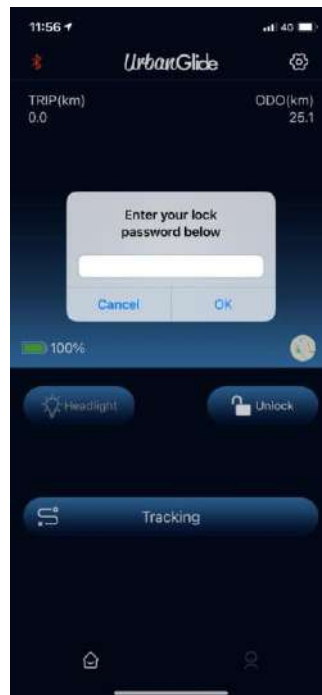 11:56
4G
UrbanGlide
TRIP(km)
ODO(km)
0.0
25.1
Enter your lock
password below
Cancel
OK
100%
Headlight
Unlock
Tracking